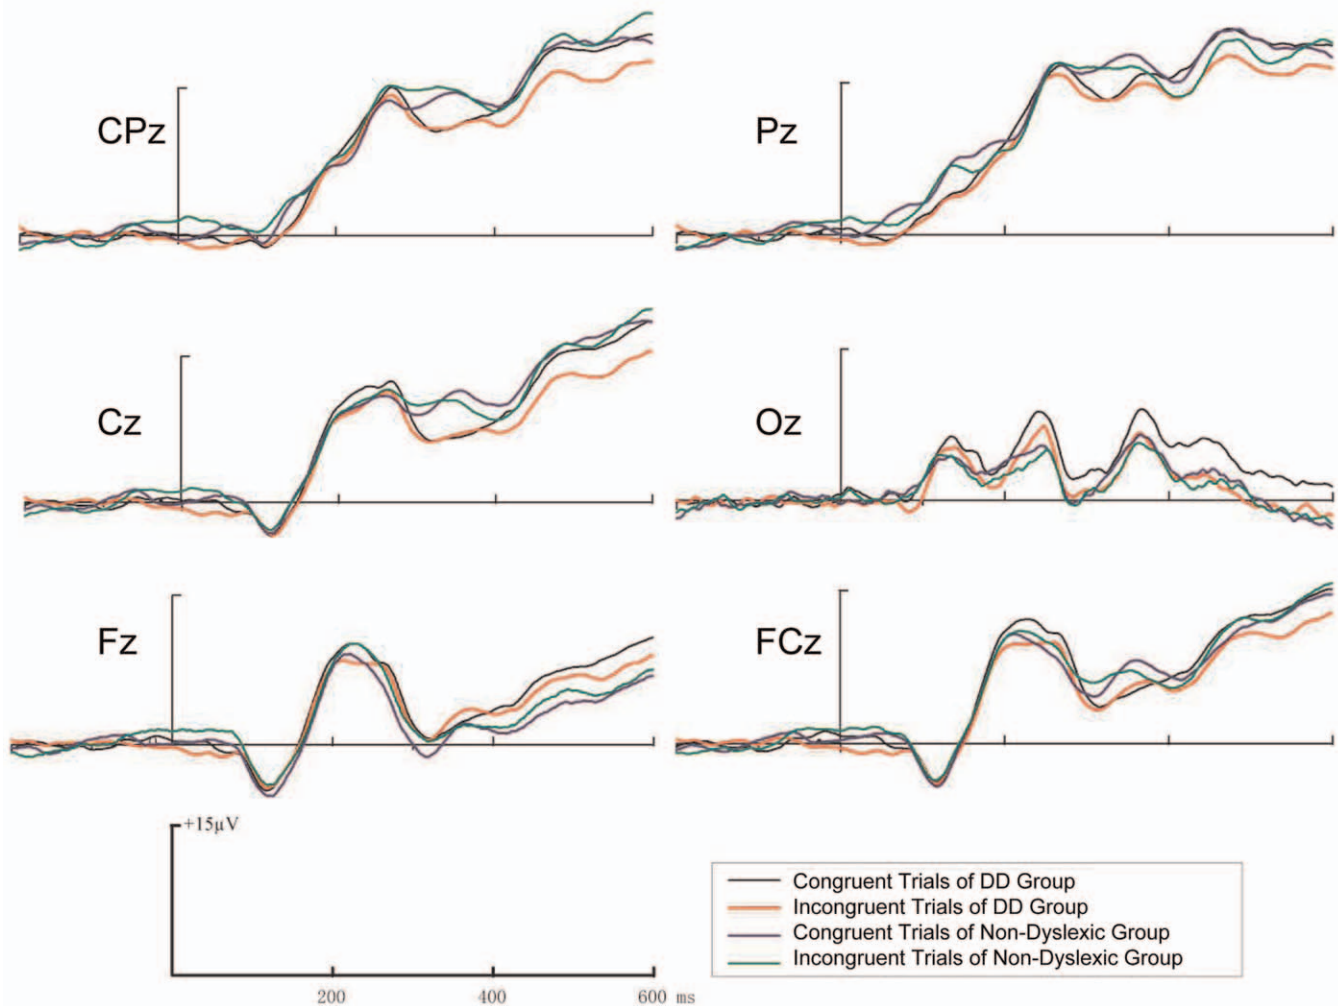 CPz
Pz
Cz
Oz
Fz
FCz
+15μV
Congruent Trials of DD Group
Incongruent Trials of DD Group
Congruent Trials of Non-Dyslexic Group
Incongruent Trials of Non-Dyslexic Group
200 400 600 ms